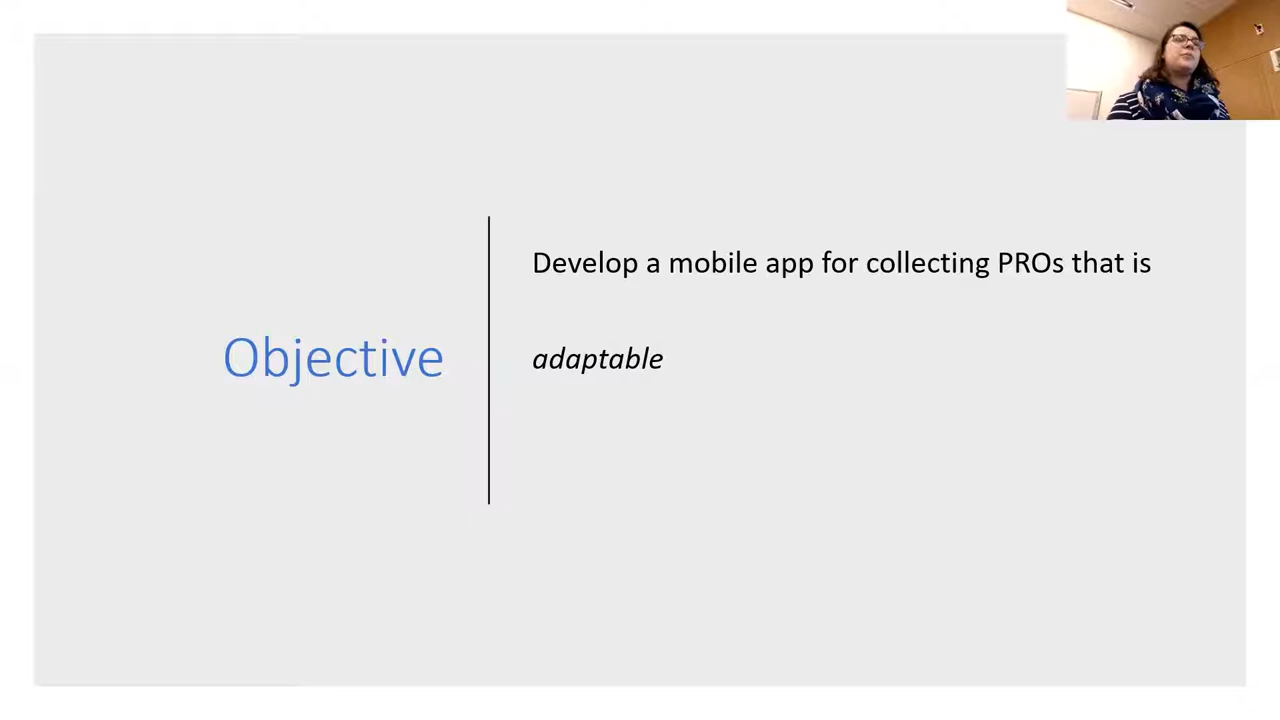 Objective
Develop a mobile app for collecting PROs that is
adaptable